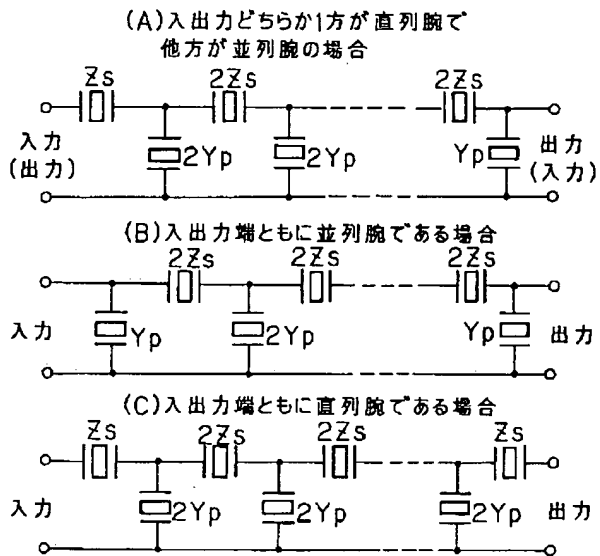 (A)入出力どちらか1方が直列腕で
他方が並列腕の場合
Zs 2Zs 2Zs
入力
(出力)
2Yp 2Yp Yp
出力
(入力)
(B)入出力端ともに並列腕である場合
2Zs 2Zs 2Zs
入力 Yp 2Yp Yp 出力
(C)入出力端ともに直列腕である場合
Zs 2Zs 2Zs Zs
入力 2Yp 2Yp 2Yp 出力